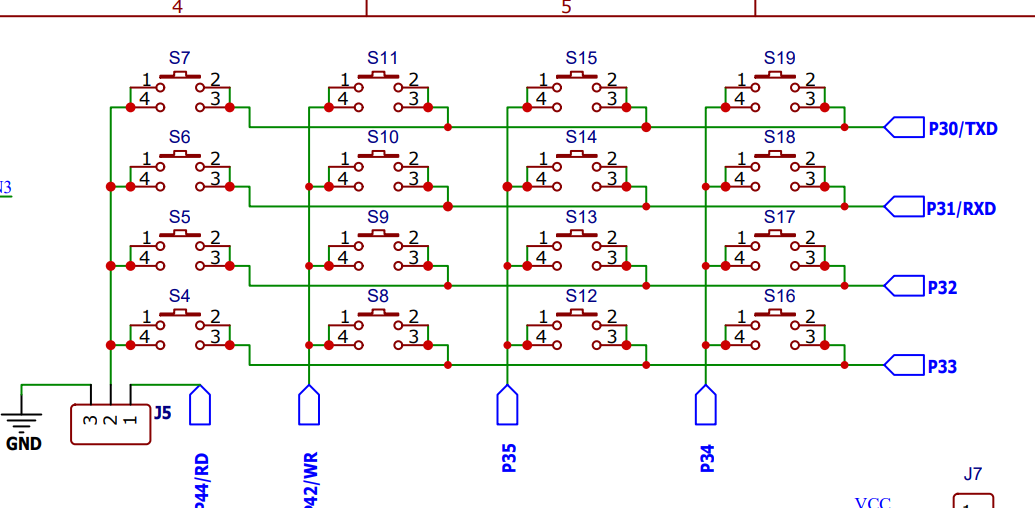 4 5
S7 S11 S15 S19
1 2 1 2 1 2 1 2
4 3 4 3 4 3 4 3
P30/TXD
S6 S10 S14 S18
1 2 1 2 1 2 1 2
4 3 4 3 4 3 4 3
P31/RXD
S5 S9 S13 S17
1 2 1 2 1 2 1 2
4 3 4 3 4 3 4 3
P32
S4 S8 S12 S16
1 2 1 2 1 2 1 2
4 3 4 3 4 3 4 3
P33
3 2 1
J5
GND
P44/RD
P42/WR
P35
P34
J7
VCC